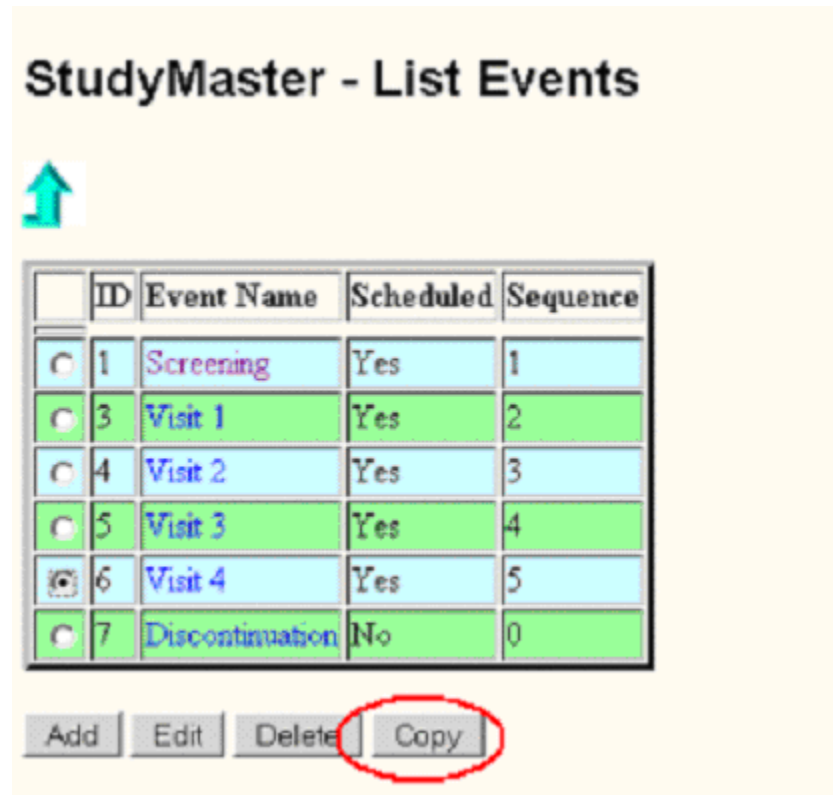 StudyMaster - List Events
ID Event Name Scheduled Sequence
1 Screening Yes 1
3 Visit 1 Yes 2
4 Visit 2 Yes 3
5 Visit 3 Yes 4
6 Visit 4 Yes 5
7 Discontinuation No 0
Add Edit Delete Copy